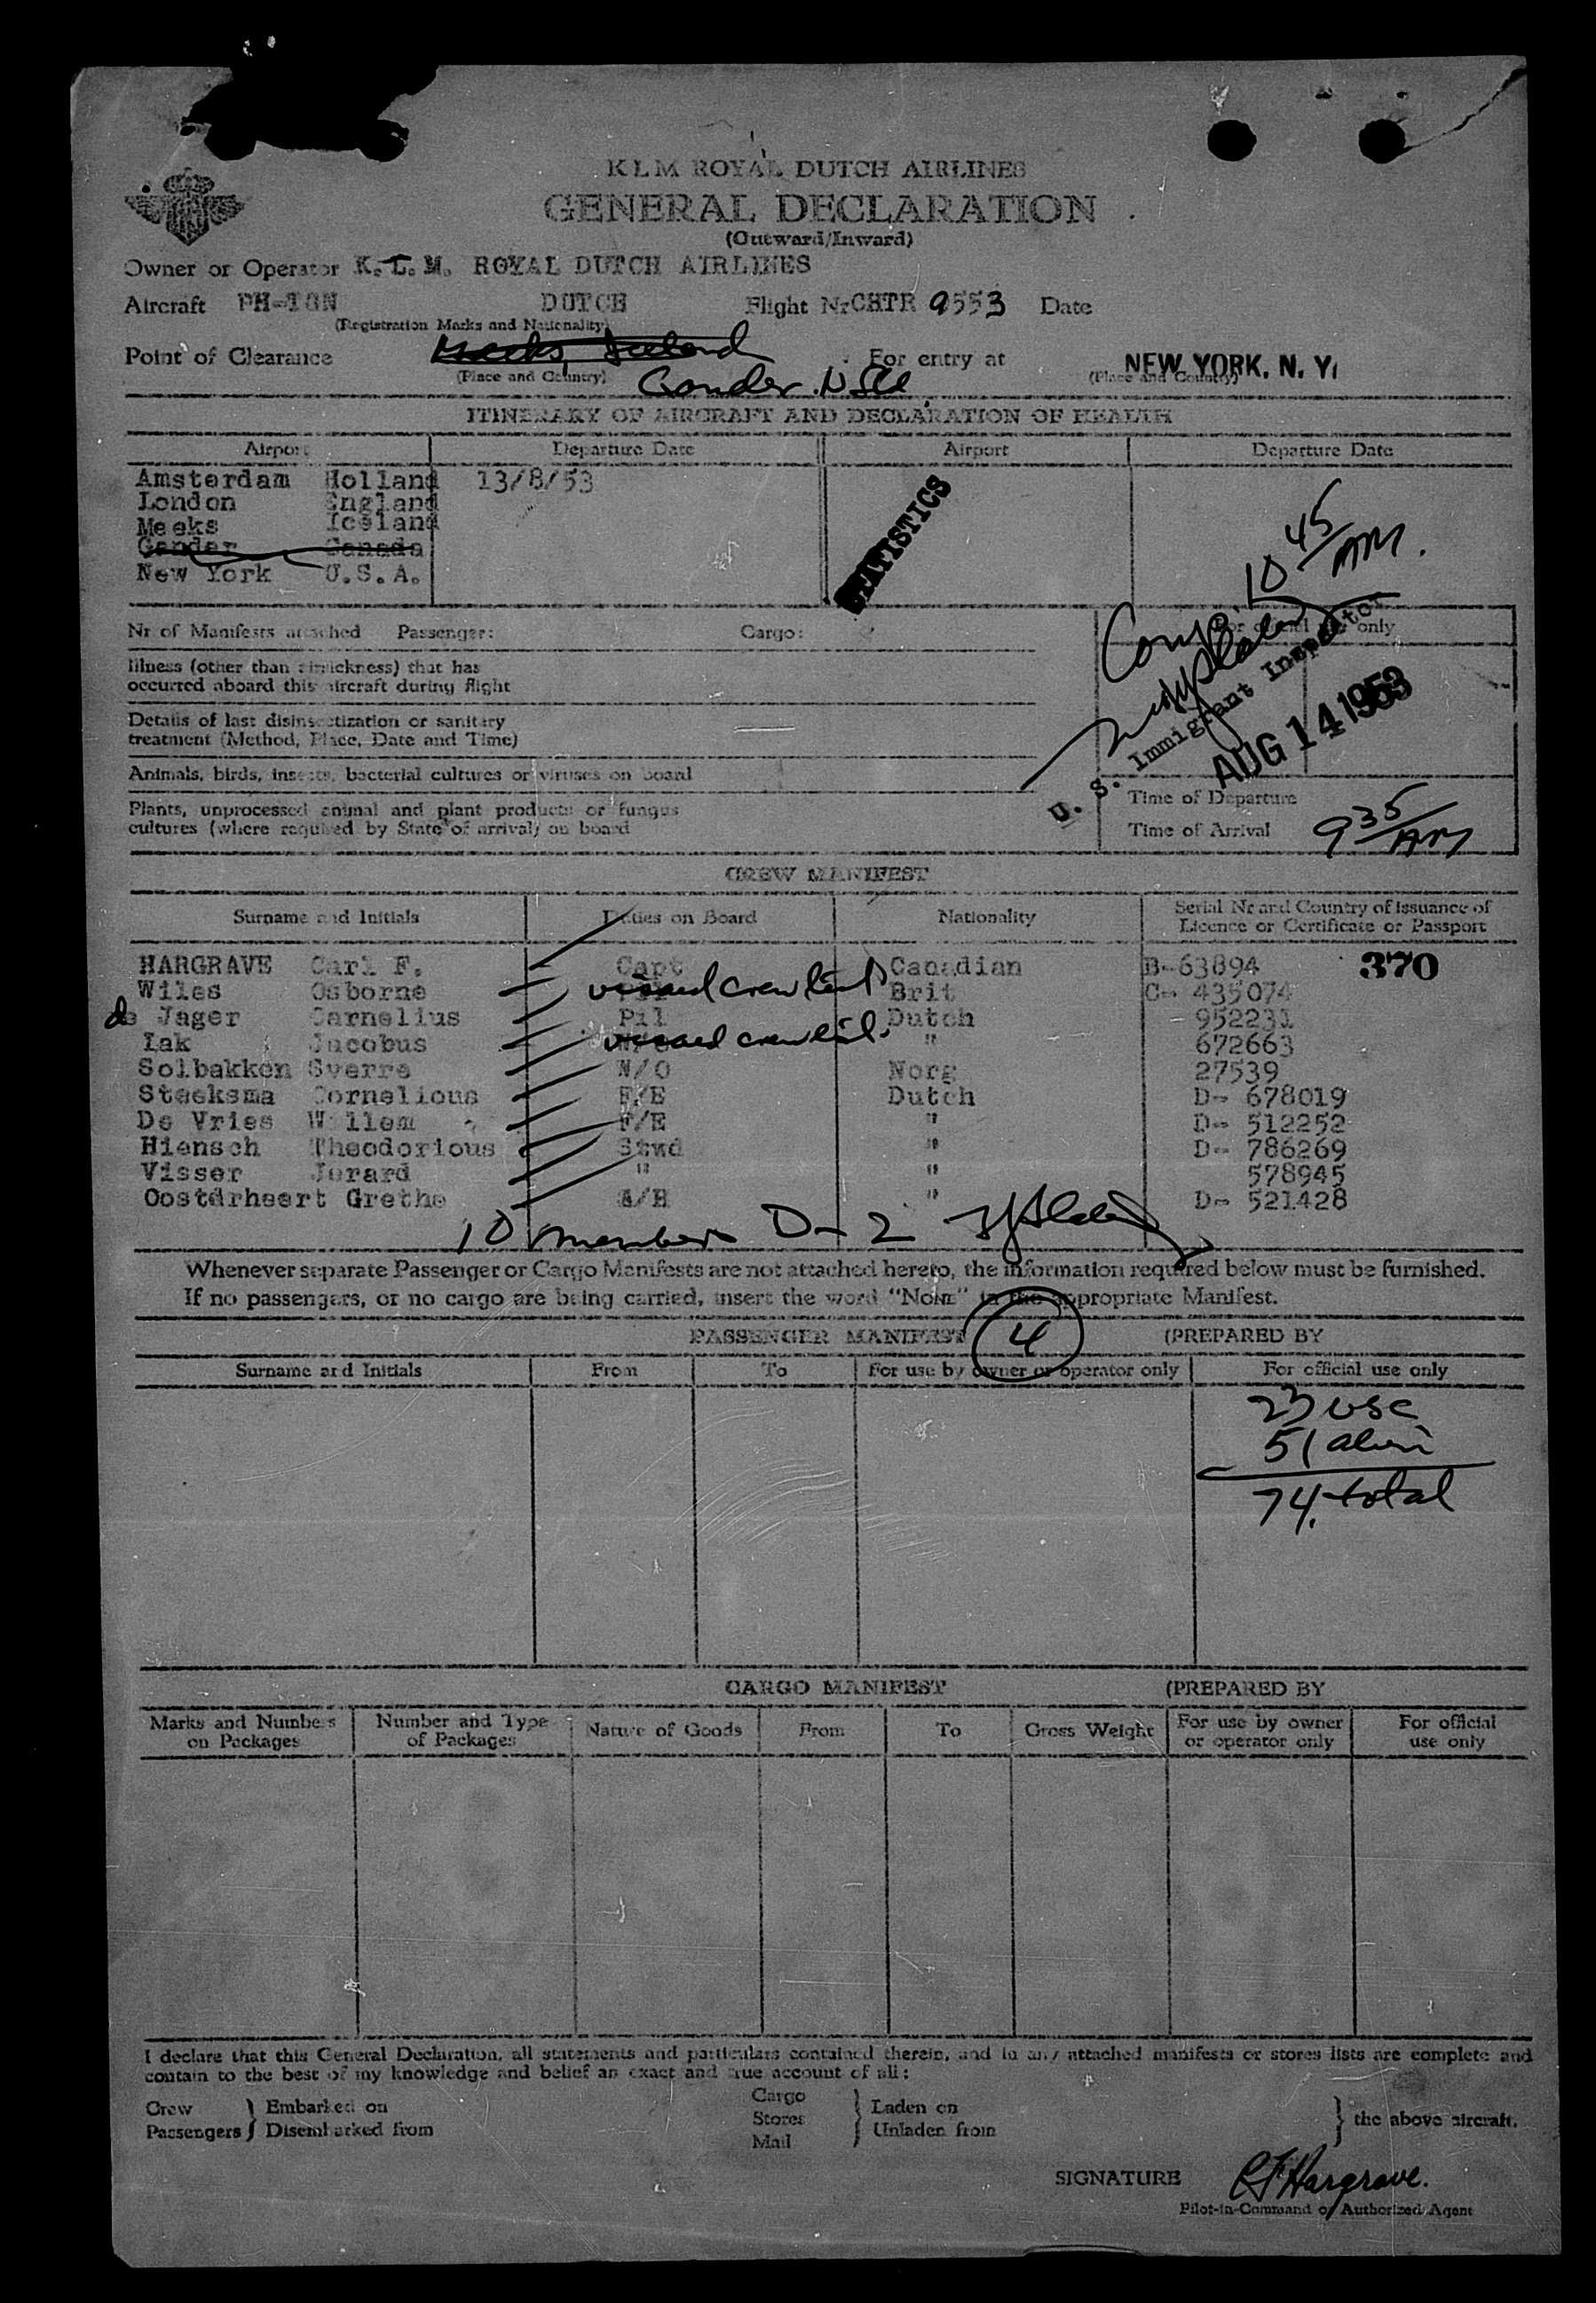 KLM ROYAL DUTCH AIRLINES
GENERAL DECLARATION
(Outward/Inward)
Owner or Operator K.L.M. ROYAL DUTCH AIRLINES
Aircraft PH-TGN DUTCH Flight Nr CHTR 9553 Date
(Registration Marks and Nationality)
Point of Clearance Meeks, Iceland For entry at NEW YORK, N. Y.
(Place and Country) Gander. Nfld (Place and Country)
ITINERARY OF AIRCRAFT AND DECLARATION OF HEALTH
Airport Departure Date Airport Departure Date
Amsterdam Holland 13/8/53
London England
Meeks Iceland
Gander Canada
New York U.S.A.
STATISTICS
10 45/AM.
Nr of Manifests attached Passenger: Cargo: For official use only
Comp.
Illness (other than airsickness) that has
occurred aboard this aircraft during flight
U. S. Immigrant Inspector
AUG 14 1953
Details of last disinsectization or sanitary
treatment (Method, Place, Date and Time)
Animals, birds, insects, bacterial cultures or viruses on board
Plants, unprocessed animal and plant products or fungus
cultures (where required by State of arrival) on board
Time of Departure
Time of Arrival 9 35/AM
CREW MANIFEST
Surname and Initials Duties on Board Nationality Serial Nr and Country of Issuance of
Licence or Certificate or Passport
HARGRAVE Carl F. Capt Canadian B-63894 370
Wiles Osborne visaed crew list Brit C- 435074
de Jager Carnelius Pil Dutch 952231
Lak Jacobus visaed crew list " 672663
Solbakken Sverre N/O Norg 27539
Steeksma Cornelious F/E Dutch D- 678019
De Vries Willem F/E " D- 512252
Hiensch Theodorious Stwd " D- 786269
Visser Jerard " " 578945
Oosterheert Grethe A/H " D- 521428
10 members D-2
Whenever separate Passenger or Cargo Manifests are not attached hereto, the information required below must be furnished.
If no passengers, or no cargo are being carried, insert the word "NONE" in the appropriate Manifest.
PASSENGER MANIFEST 4 (PREPARED BY
Surname and Initials From To For use by owner or operator only For official use only
23 USC
51 alien
74 total
CARGO MANIFEST (PREPARED BY
Marks and Numbers on Packages Number and Type of Packages Nature of Goods From To Gross Weight For use by owner or operator only For official use only
I declare that this General Declaration, all statements and particulars contained therein, and in any attached manifests or stores lists are complete and
contain to the best of my knowledge and belief an exact and true account of all:
Crew } Embarked on Cargo } Laden on
Passengers } Disembarked from Stores } Unladen from } the above aircraft.
Mail
SIGNATURE CF Hargrave.
Pilot-in-Command or Authorized Agent